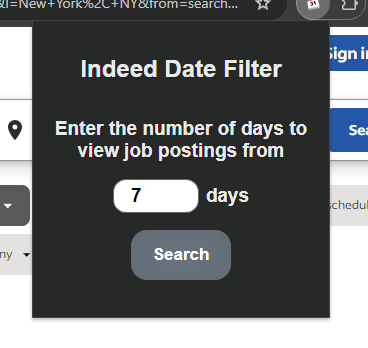 &l=New+York%2C+NY&from=search...
31
Indeed Date Filter
Sign in
Enter the number of days to
view job postings from
Sea
7 days
schedul
ny
Search